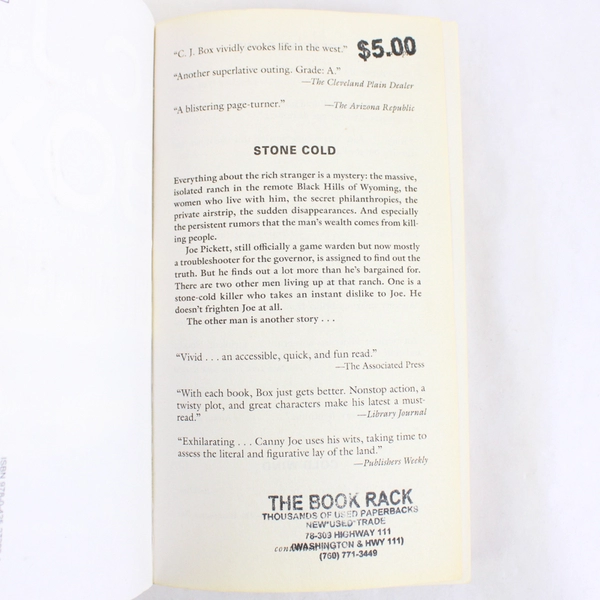 "C. J. Box vividly evokes life in the west."
$5.00
"Another superlative outing. Grade: A."
—The Cleveland Plain Dealer
"A blistering page-turner." —The Arizona Republic
STONE COLD
Everything about the rich stranger is a mystery: the massive,
isolated ranch in the remote Black Hills of Wyoming, the
women who live with him, the secret philanthropies, the
private airstrip, the sudden disappearances. And especially
the persistent rumors that the man's wealth comes from kill-
ing people.
Joe Pickett, still officially a game warden but now mostly
a troubleshooter for the governor, is assigned to find out the
truth. But he finds out a lot more than he's bargained for.
There are two other men living up at that ranch. One is a
stone-cold killer who takes an instant dislike to Joe. He
doesn't frighten Joe at all.
The other man is another story . . .
"Vivid . . . an accessible, quick, and fun read."
—The Associated Press
"With each book, Box just gets better. Nonstop action, a
twisty plot, and great characters make his latest a must-
read." —Library Journal
"Exhilarating . . . Canny Joe uses his wits, taking time to
assess the literal and figurative lay of the land."
—Publishers Weekly
THE BOOK RACK
THOUSANDS OF USED PAPERBACKS
NEW*USED*TRADE
78-303 HIGHWAY 111
(WASHINGTON & HWY 111)
(760) 771-3449